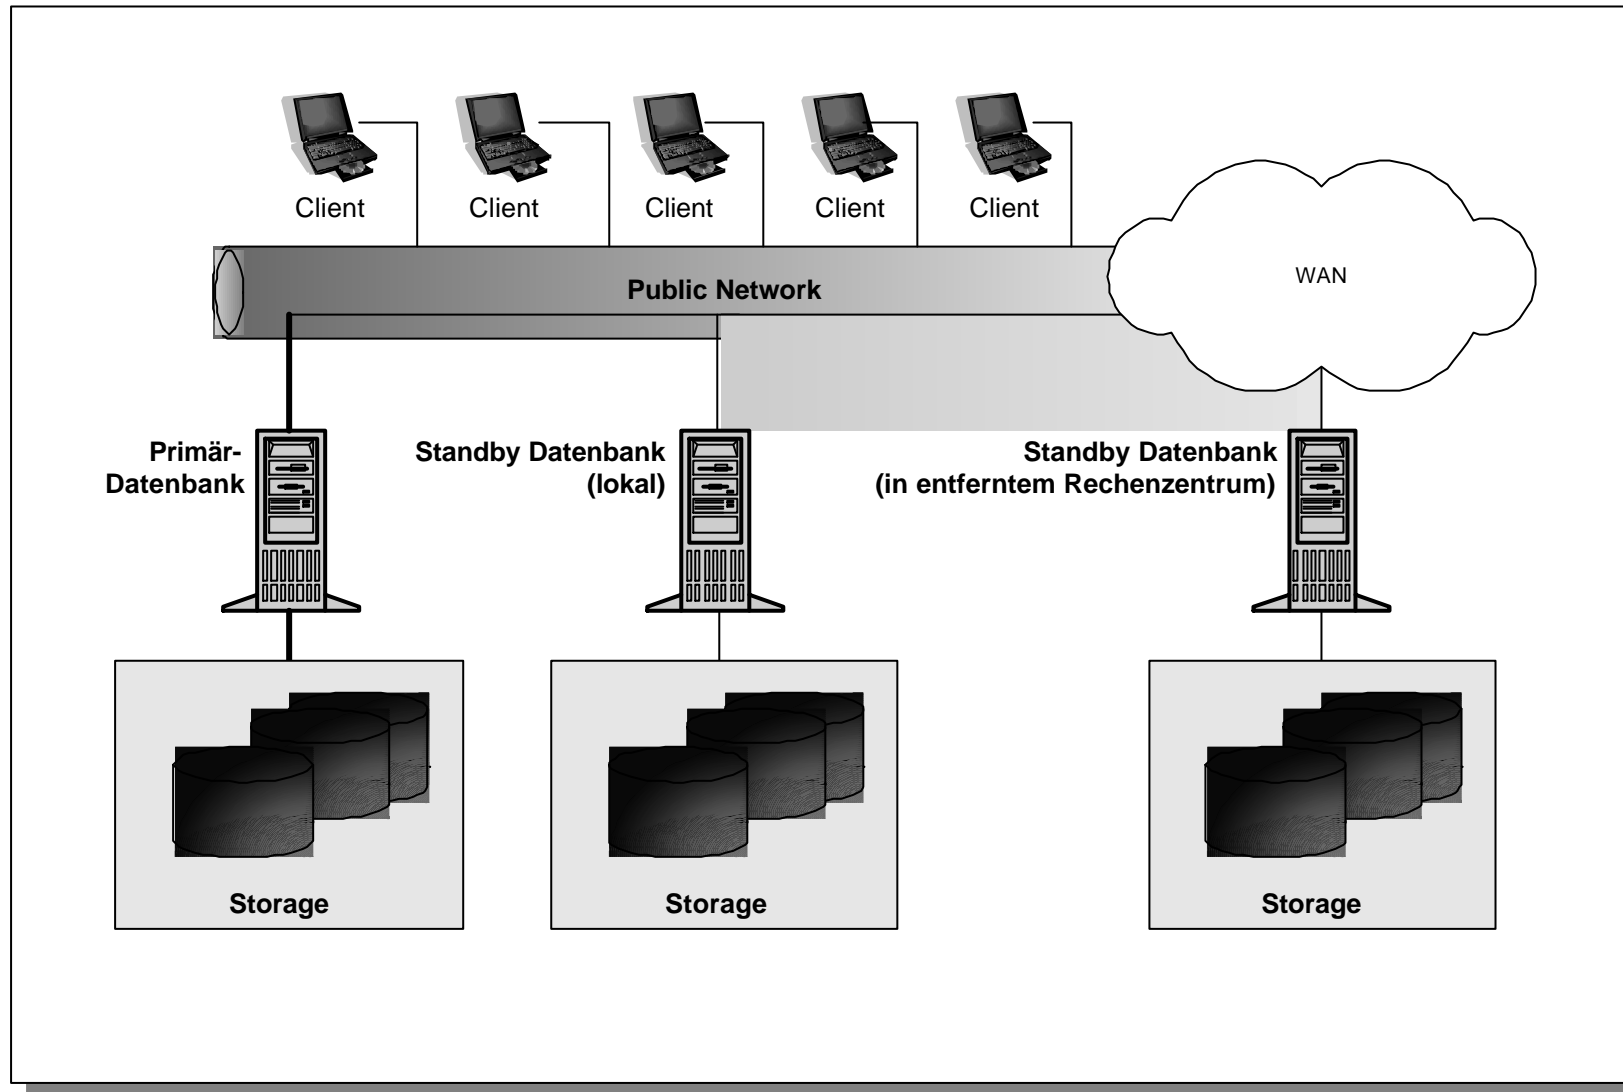 Client
Client
Client
Client
Client
Public Network
WAN
Primär-
Datenbank
Standby Datenbank
(lokal)
Standby Datenbank
(in entferntem Rechenzentrum)
Storage
Storage
Storage